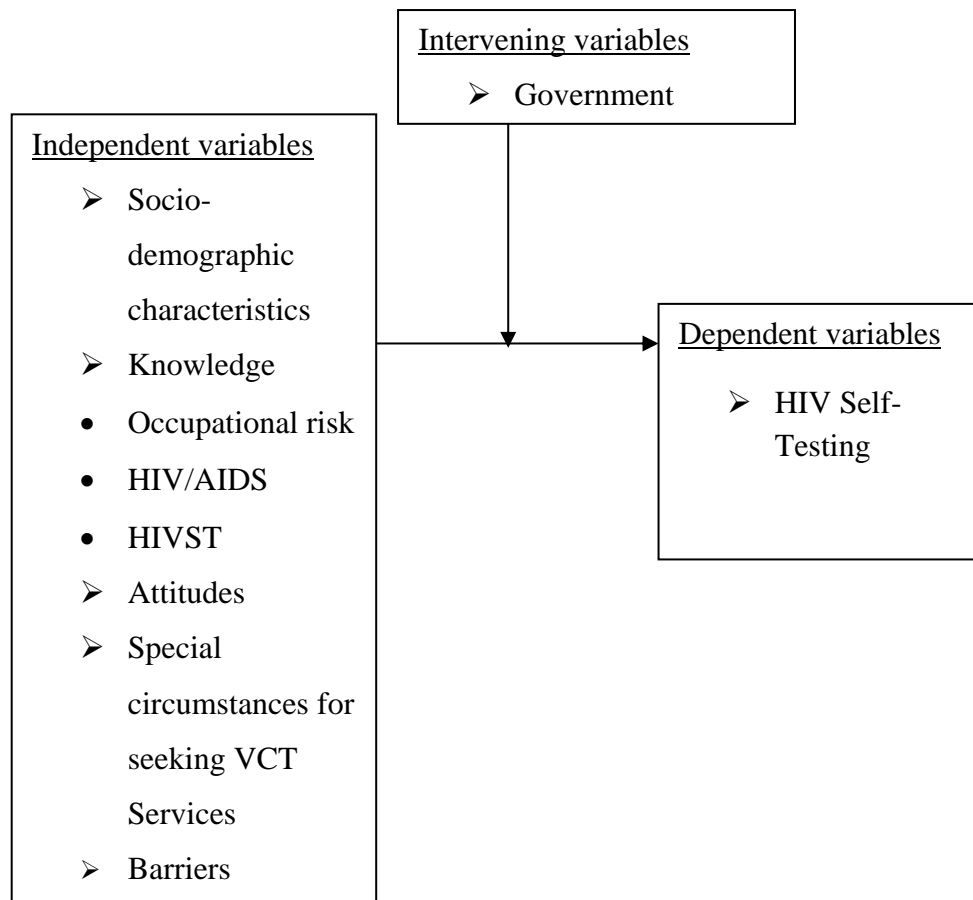 Intervening variables
➢ Government
Independent variables
➢ Socio-
demographic
characteristics
➢ Knowledge
• Occupational risk
• HIV/AIDS
• HIVST
➢ Attitudes
➢ Special
circumstances for
seeking VCT
Services
➢ Barriers
Dependent variables
➢ HIV Self-
Testing